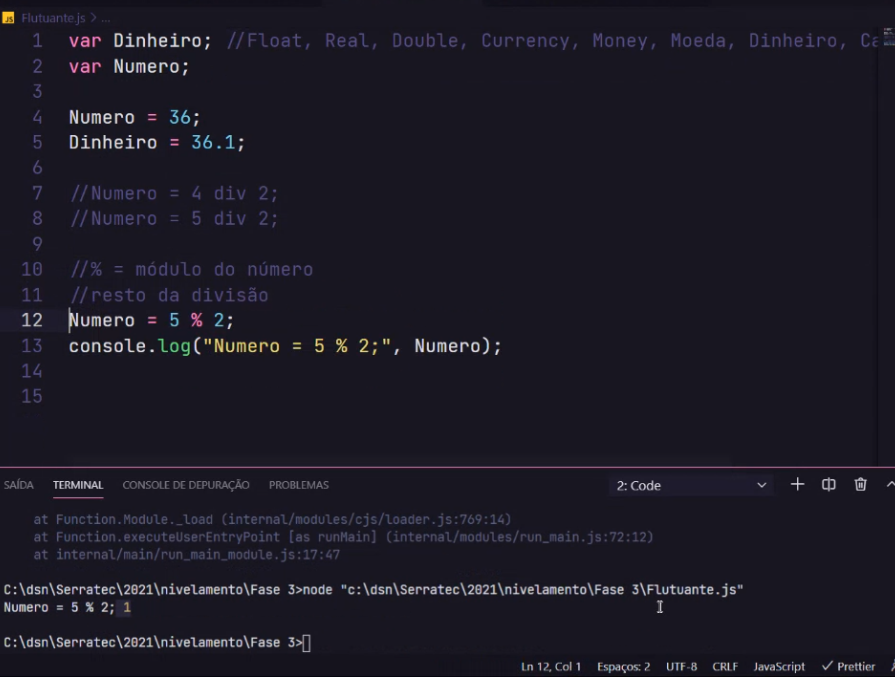 JS Flutuante.js > ...
1 var Dinheiro; //Float, Real, Double, Currency, Money, Moeda, Dinheiro,
2 var Numero;
3
4 Numero = 36;
5 Dinheiro = 36.1;
6
7 //Numero = 4 div 2;
8 //Numero = 5 div 2;
9
10 //% = módulo do número
11 //resto da divisão
12 Numero = 5 % 2;
13 console.log("Numero = 5 % 2;", Numero);
14
15
SAÍDA TERMINAL CONSOLE DE DEPURAÇÃO PROBLEMAS 2: Code
at Function.Module._load (internal/modules/cjs/loader.js:769:14)
at Function.executeUserEntryPoint [as runMain] (internal/modules/run_main.js:72:12)
at internal/main/run_main_module.js:17:47
C:\dsn\Serratec\2021\nivelamento\Fase 3>node "c:\dsn\Serratec\2021\nivelamento\Fase 3\Flutuante.js"
Numero = 5 % 2; 1
C:\dsn\Serratec\2021\nivelamento\Fase 3>
Ln 12, Col 1 Espaços: 2 UTF-8 CRLF JavaScript ✓ Prettier